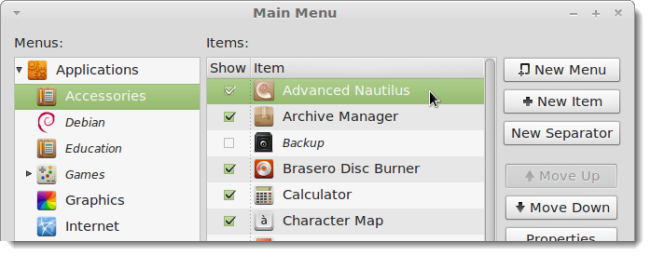 Main Menu
Menus:
Items:
Applications
Accessories
Debian
Education
Games
Graphics
Internet
Show Item
Advanced Nautilus
Archive Manager
Backup
Brasero Disc Burner
Calculator
Character Map
New Menu
New Item
New Separator
Move Up
Move Down
Properties